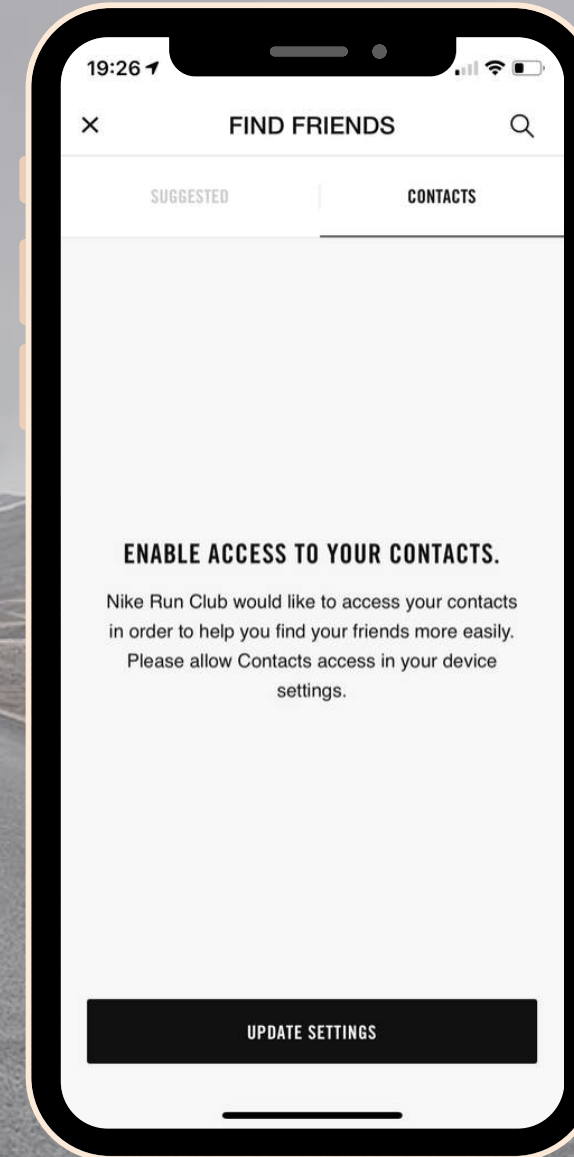 19:26
FIND FRIENDS
SUGGESTED
CONTACTS
ENABLE ACCESS TO YOUR CONTACTS.
Nike Run Club would like to access your contacts
in order to help you find your friends more easily.
Please allow Contacts access in your device
settings.
UPDATE SETTINGS